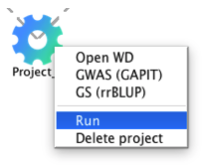 Project_
Open WD
GWAS (GAPIT)
GS (rrBLUP)
Run
Delete project